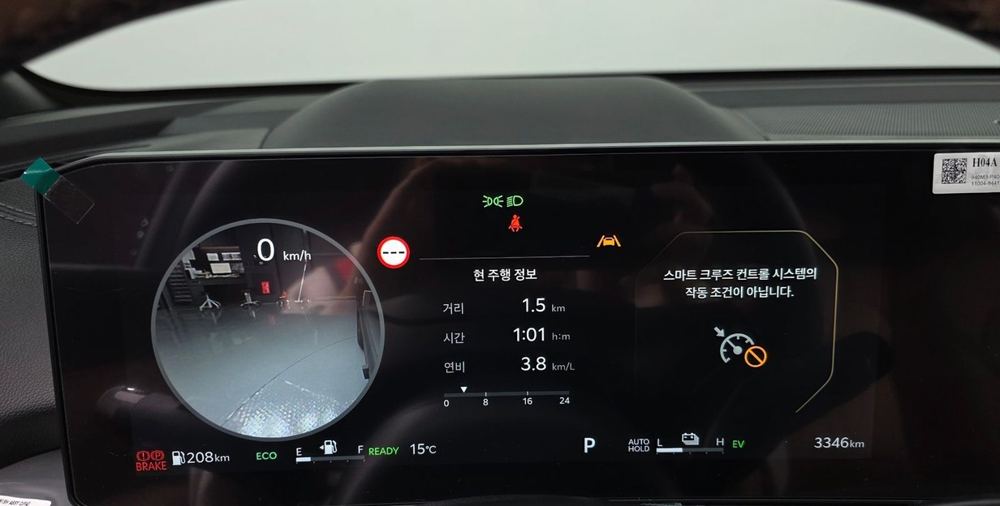 H04A
0 km/h
현 주행 정보
거리 1.5 km
시간 1:01 h:m
연비 3.8 km/L
0 8 16 24
스마트 크루즈 컨트롤 시스템의
작동 조건이 아닙니다.
BRAKE
208km
ECO
E F
READY
15℃
P
AUTO HOLD
L H
EV
3346km